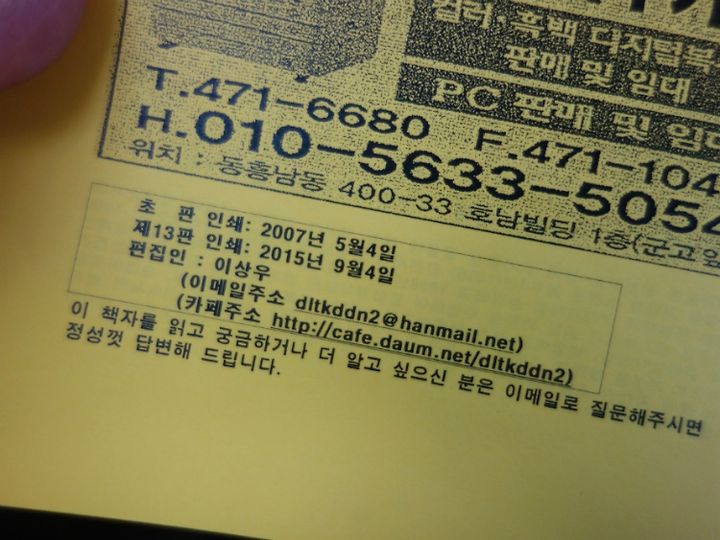 컬러, 흑백 디지털복
판매 및 임대
PC 판매 및 임대
T.471-6680 F.471-104
H.010-5633-5054
위치 : 동흥남동 400-33 호남빌딩 1층(군고 앞
초 판 인쇄: 2007년 5월4일
제13판 인쇄: 2015년 9월4일
편집인 : 이상우
(이메일주소 dltkddn2@hanmail.net)
(카페주소 http://cafe.daum.net/dltkddn2)
이 책자를 읽고 궁금하거나 더 알고 싶으신 분은 이메일로 질문해주시면
정성껏 답변해 드립니다.